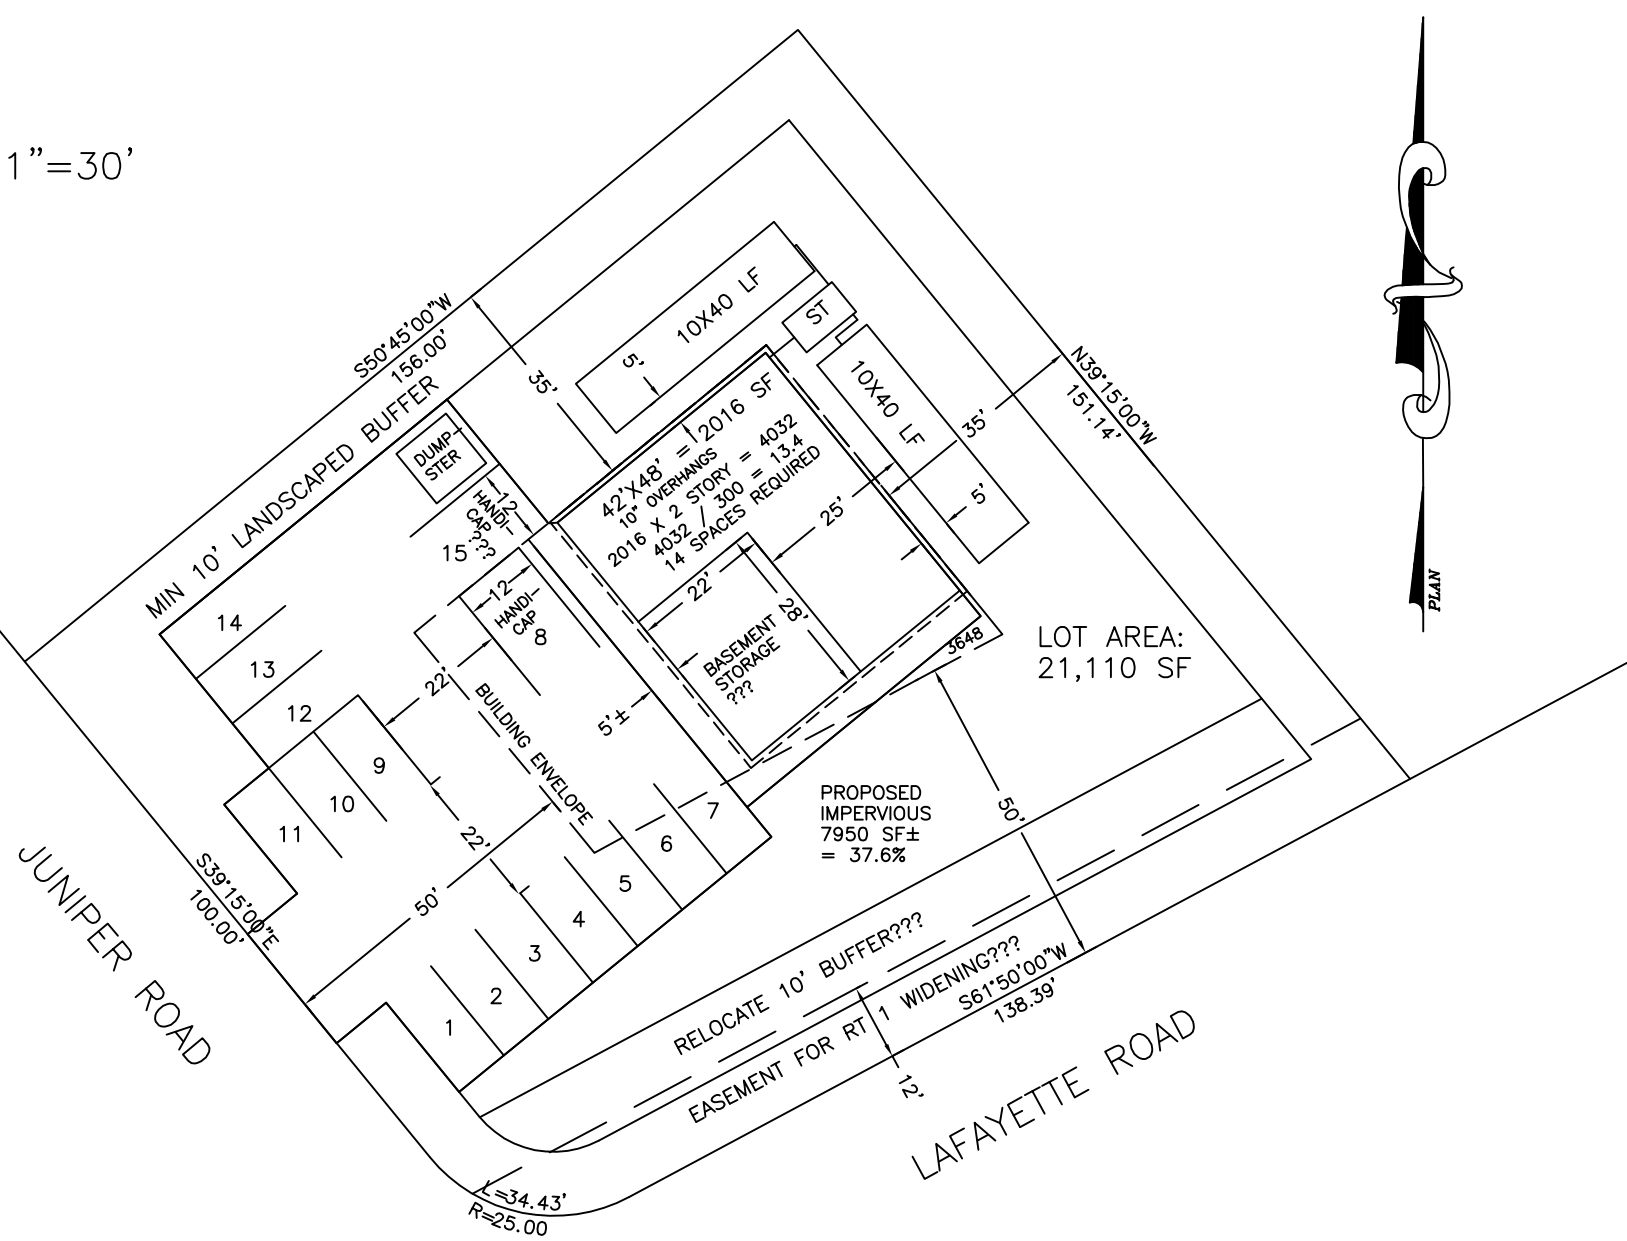 1"=30'
S50°45'00"W
156.00'
MIN 10' LANDSCAPED BUFFER
35'
5'
10X40 LF
ST
10X40 LF
35'
5'
N39°15'00"W
151.14'
PLAN
DUMP-
STER
12
HANDI-
CAP
???
15
42'X48' = 2016 SF
10" OVERHANGS
2016 X 2 STORY = 4032
4032 / 300 = 13.4
14 SPACES REQUIRED
25'
22'
28'
BASEMENT
STORAGE
???
3648
LOT AREA:
21,110 SF
12
HANDI-
CAP
8
14
13
12
22'
BUILDING ENVELOPE
5'±
9
10
11
22'
50'
7
6
5
4
3
2
1
PROPOSED
IMPERVIOUS
7950 SF±
= 37.6%
50'
S39°15'00"E
100.00'
JUNIPER ROAD
RELOCATE 10' BUFFER???
EASEMENT FOR RT 1 WIDENING???
S61°50'00"W
138.39'
12'
LAFAYETTE ROAD
L=34.43'
R=25.00